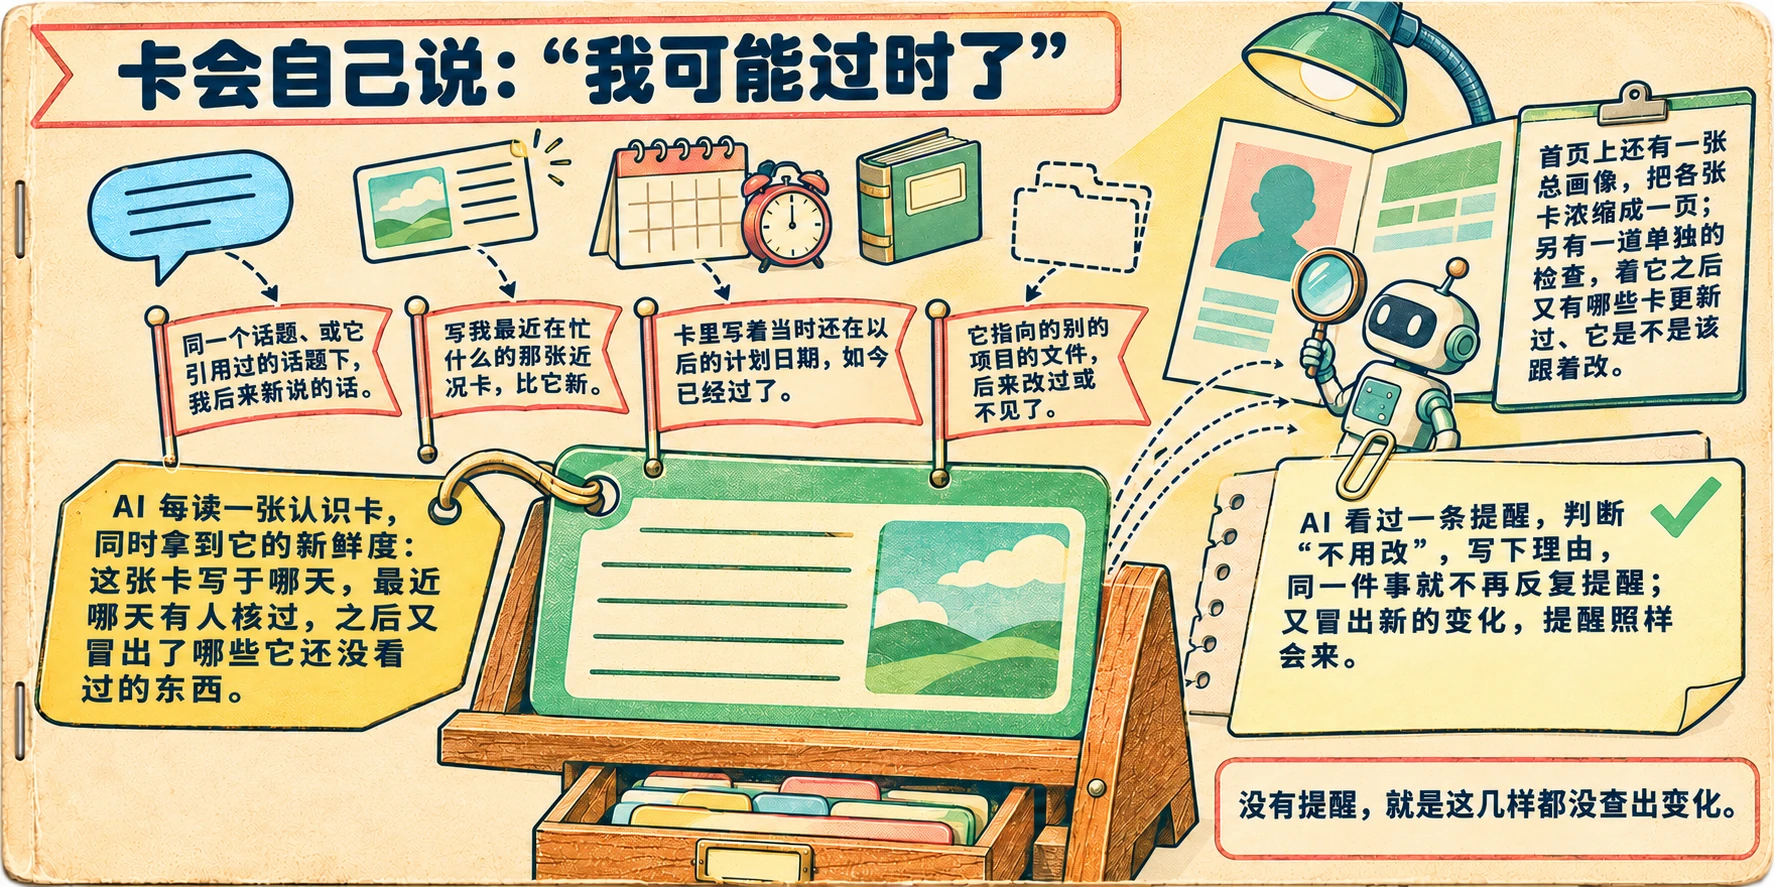 卡会自己说：“我可能过时了”
同一个话题、或它
引用过的话题下，
我后来新说的话。
写我最近在忙
什么的那张近
况卡，比它新。
卡里写着当时还在以
后的计划日期，如今
已经过了。
它指向的别的
项目的文件，
后来改过或
不见了。
首页上还有一张
总画像，把各张
卡浓缩成一页；
另有一道单独的
检查，着它之后
又有哪些卡更新
过、它是不是该
跟着改。
AI 每读一张认识卡，
同时拿到它的新鲜度：
这张卡写于哪天，最近
哪天有人核过，之后又
冒出了哪些它还没看
过的东西。
AI 看过一条提醒，判断
“不用改”，写下理由，
同一件事就不再反复提醒；
又冒出新的变化，提醒照样
会来。
没有提醒，就是这几样都没查出变化。